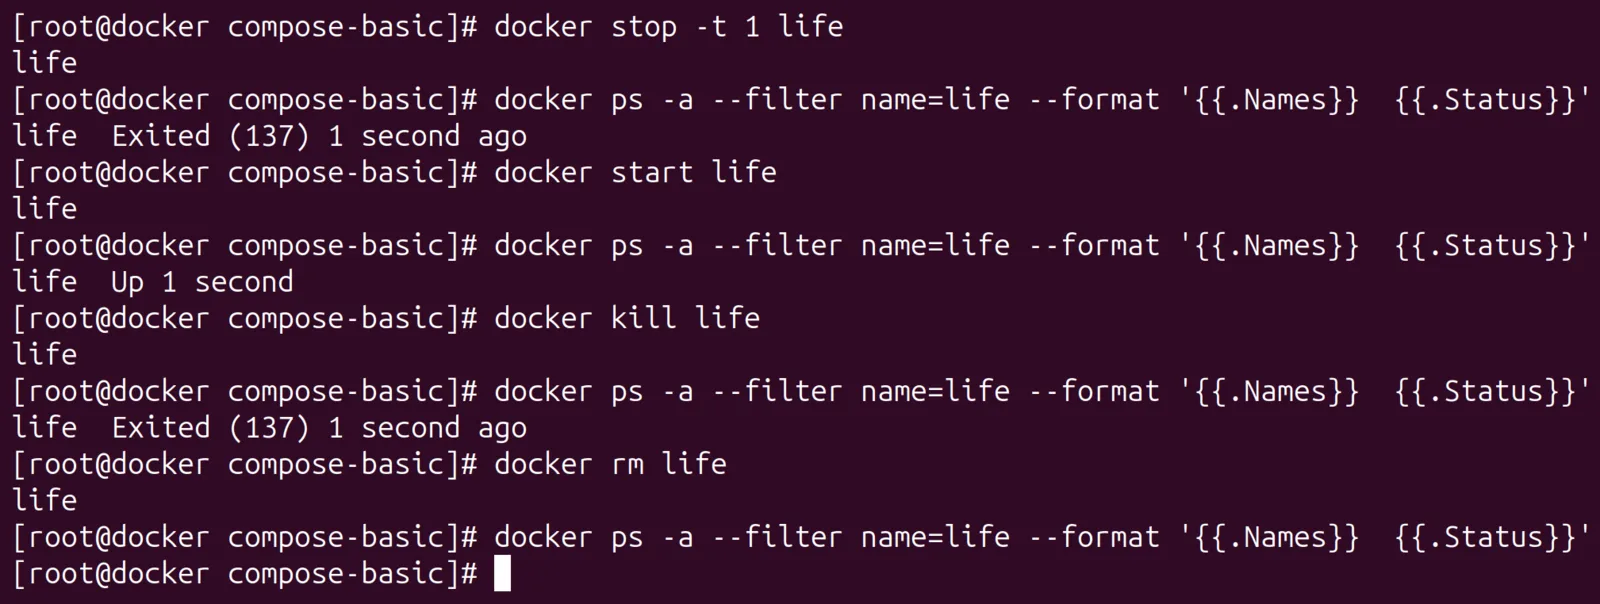 [root@docker compose-basic]# docker stop -t 1 life
life
[root@docker compose-basic]# docker ps -a --filter name=life --format '{{.Names}}  {{.Status}}'
life  Exited (137) 1 second ago
[root@docker compose-basic]# docker start life
life
[root@docker compose-basic]# docker ps -a --filter name=life --format '{{.Names}}  {{.Status}}'
life  Up 1 second
[root@docker compose-basic]# docker kill life
life
[root@docker compose-basic]# docker ps -a --filter name=life --format '{{.Names}}  {{.Status}}'
life  Exited (137) 1 second ago
[root@docker compose-basic]# docker rm life
life
[root@docker compose-basic]# docker ps -a --filter name=life --format '{{.Names}}  {{.Status}}'
[root@docker compose-basic]#